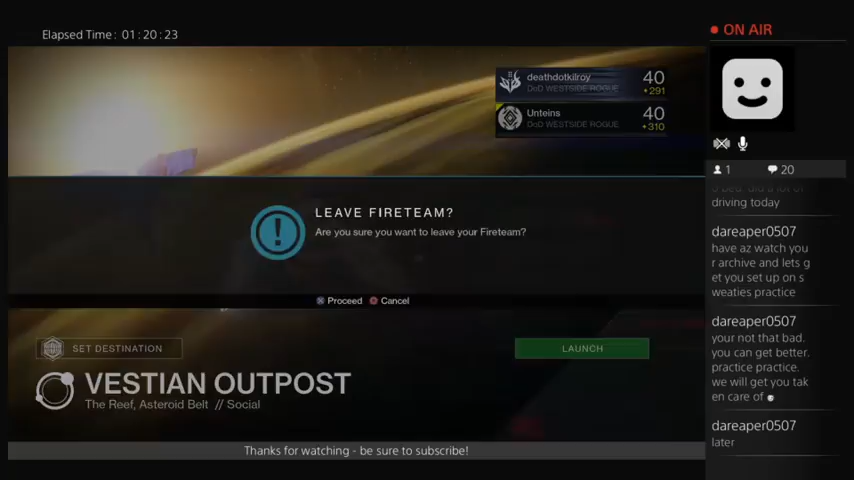 Elapsed Time : 01:20:23
ON AIR
deathdotkilroy
40
DoD WESTSIDE ROGUE
+291
Unteins
40
DoD WESTSIDE ROGUE
+310
LEAVE FIRETEAM?
Are you sure you want to leave your Fireteam?
Proceed
Cancel
SET DESTINATION
LAUNCH
VESTIAN OUTPOST
The Reef, Asteroid Belt // Social
Thanks for watching - be sure to subscribe!
1
20
driving today
dareaper0507
have az watch you
r archive and lets g
et you set up on s
weaties practice
dareaper0507
your not that bad.
you can get better.
practice practice.
we will get you tak
en care of
dareaper0507
later